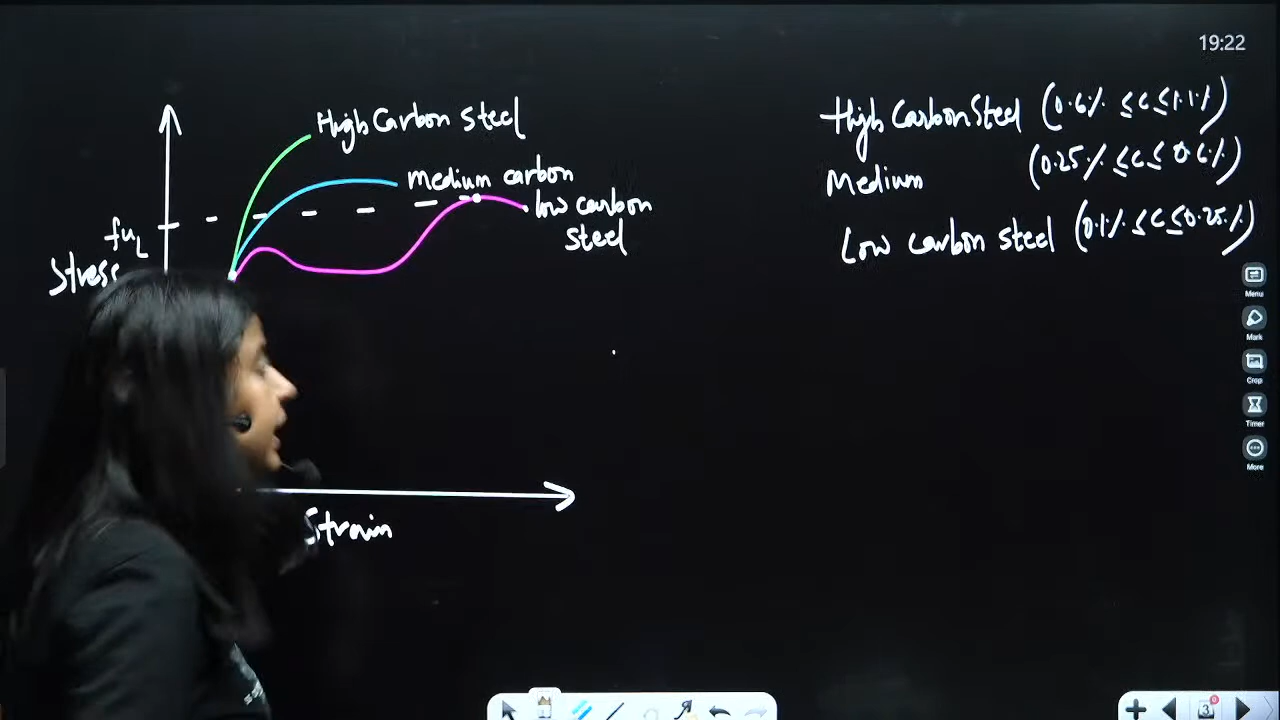 19:22
High Carbon Steel
medium carbon
low carbon
steel
fuL
Stress
Strain
High Carbon Steel (0.6% ≤ C ≤ 1.1%)
Medium (0.25% ≤ C ≤ 0.6%)
Low carbon steel (0.1% ≤ C ≤ 0.25%)
Menu
Mark
Crop
Timer
More
3